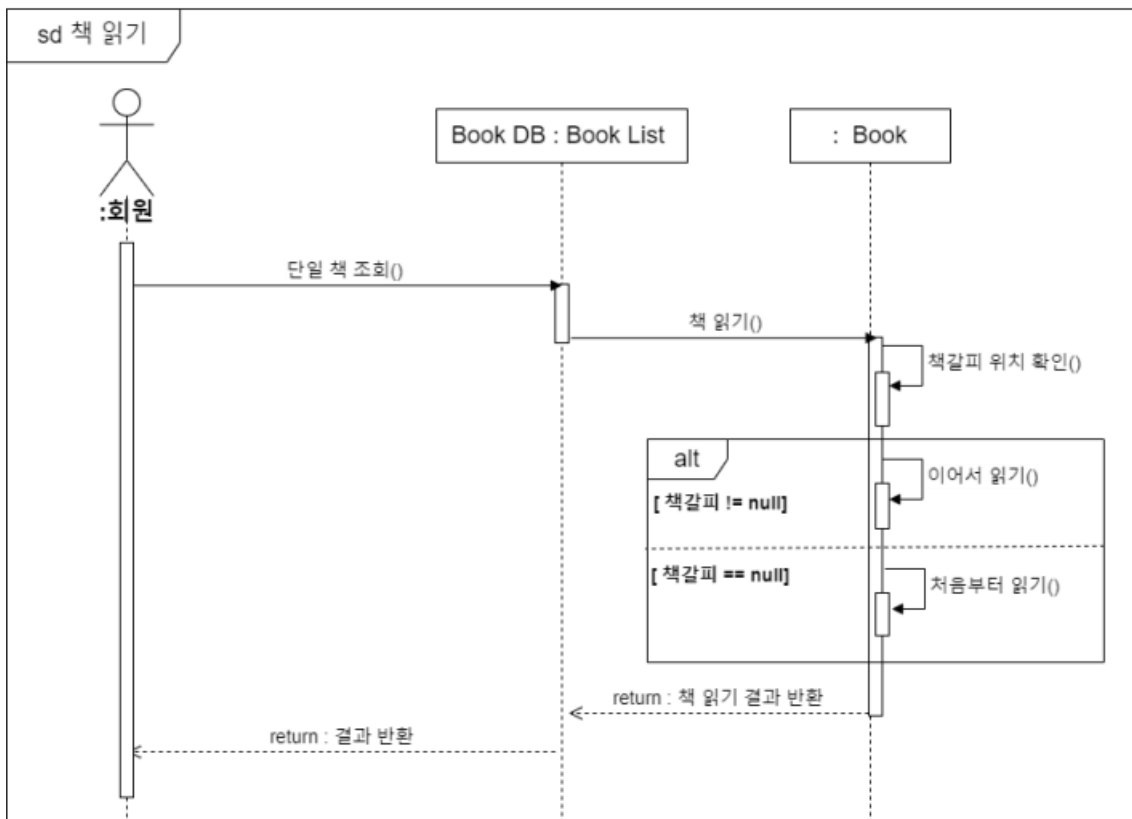 sd 책 읽기
:회원
Book DB : Book List
: Book
단일 책 조회()
책 읽기()
책갈피 위치 확인()
alt
[ 책갈피 != null]
이어서 읽기()
[ 책갈피 == null]
처음부터 읽기()
return : 책 읽기 결과 반환
return : 결과 반환